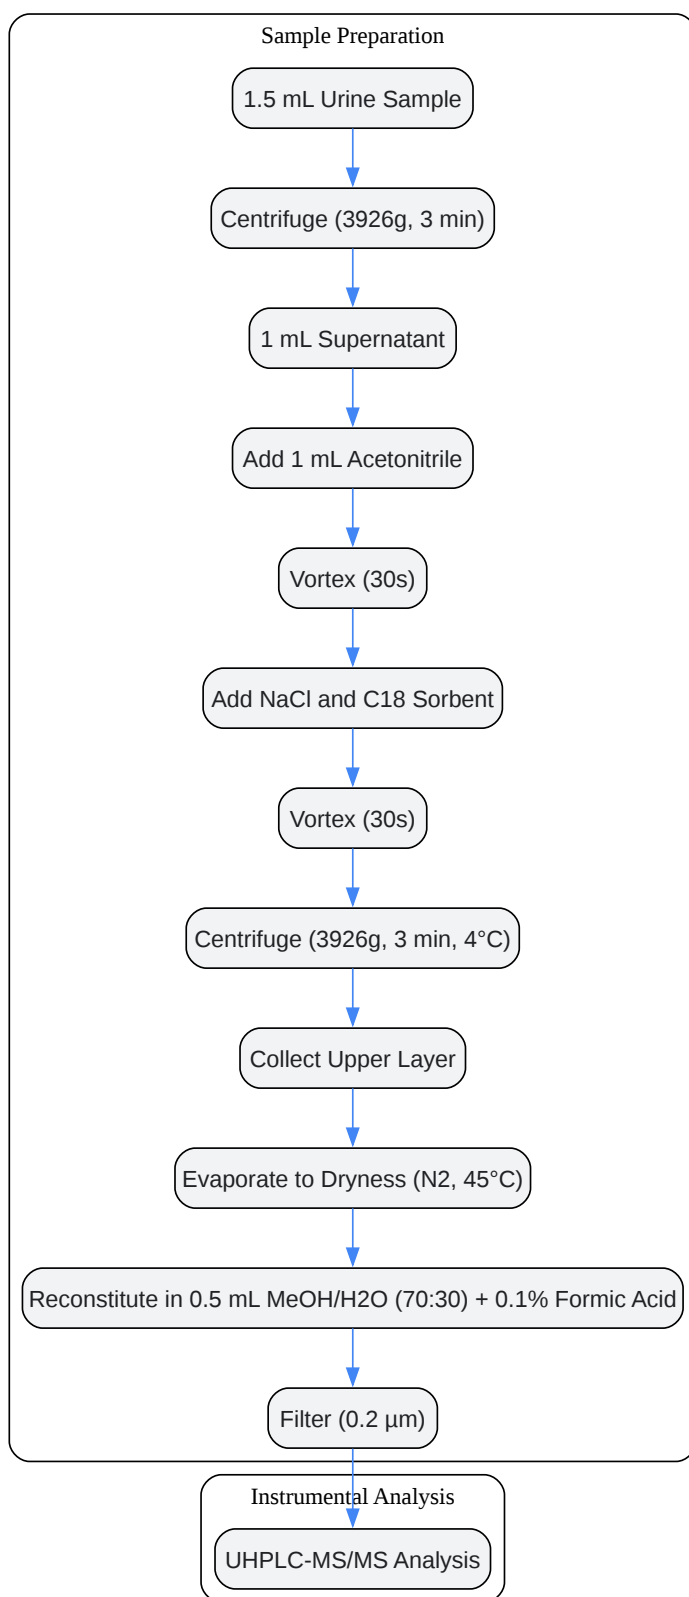 Sample Preparation
1.5 mL Urine Sample
Centrifuge (3926g, 3 min)
1 mL Supernatant
Add 1 mL Acetonitrile
Vortex (30s)
Add NaCl and C18 Sorbent
Vortex (30s)
Centrifuge (3926g, 3 min, 4°C)
Collect Upper Layer
Evaporate to Dryness (N2, 45°C)
Reconstitute in 0.5 mL MeOH/H2O (70:30) + 0.1% Formic Acid
Filter (0.2 µm)
Instrumental Analysis
UHPLC-MS/MS Analysis